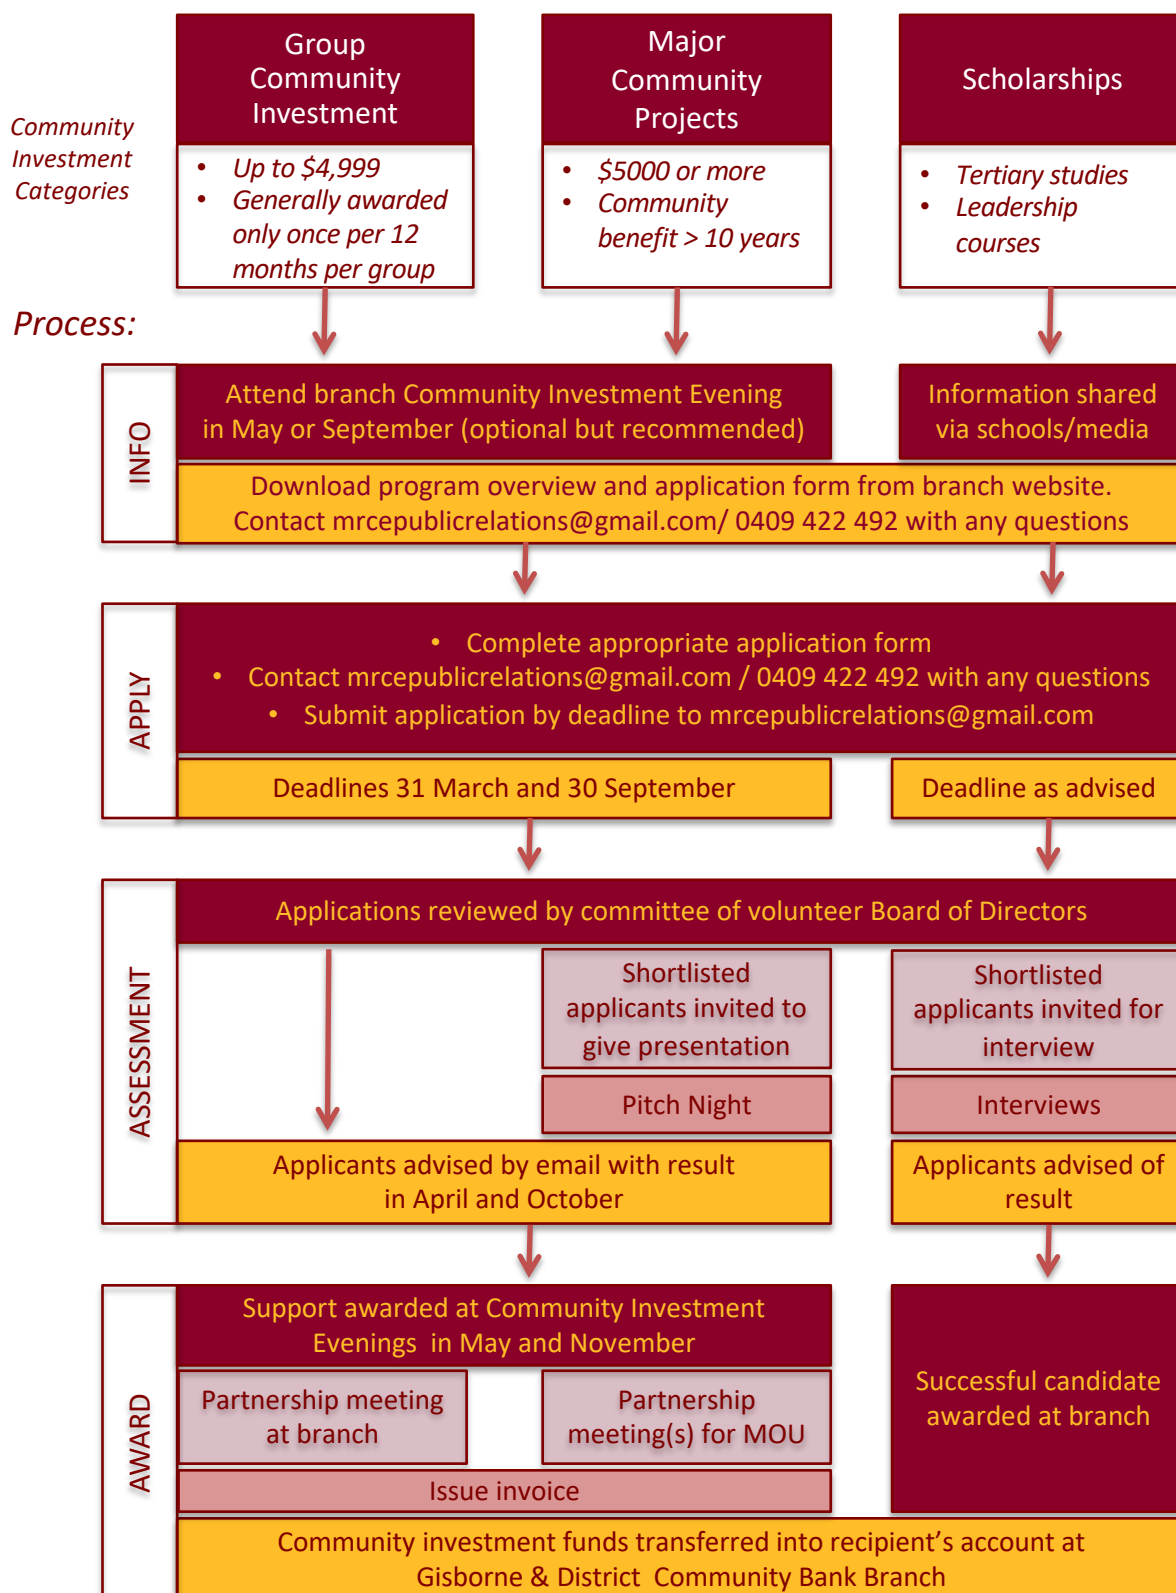 Community
Investment
Categories
Group
Community
Investment
• Up to $4,999
• Generally awarded
only once per 12
months per group
Major
Community
Projects
• $5000 or more
• Community
benefit > 10 years
Scholarships
• Tertiary studies
• Leadership
courses
Process:
INFO
Attend branch Community Investment Evening
in May or September (optional but recommended)
Information shared
via schools/media
Download program overview and application form from branch website.
Contact mrcepublicrelations@gmail.com/ 0409 422 492 with any questions
APPLY
• Complete appropriate application form
• Contact mrcepublicrelations@gmail.com / 0409 422 492 with any questions
• Submit application by deadline to mrcepublicrelations@gmail.com
Deadlines 31 March and 30 September
Deadline as advised
ASSESSMENT
Applications reviewed by committee of volunteer Board of Directors
Shortlisted
applicants invited to
give presentation
Shortlisted
applicants invited for
interview
Pitch Night
Interviews
Applicants advised by email with result
in April and October
Applicants advised of
result
AWARD
Support awarded at Community Investment
Evenings  in May and November
Partnership meeting
at branch
Partnership
meeting(s) for MOU
Successful candidate
awarded at branch
Issue invoice
Community investment funds transferred into recipient’s account at
Gisborne & District  Community Bank Branch